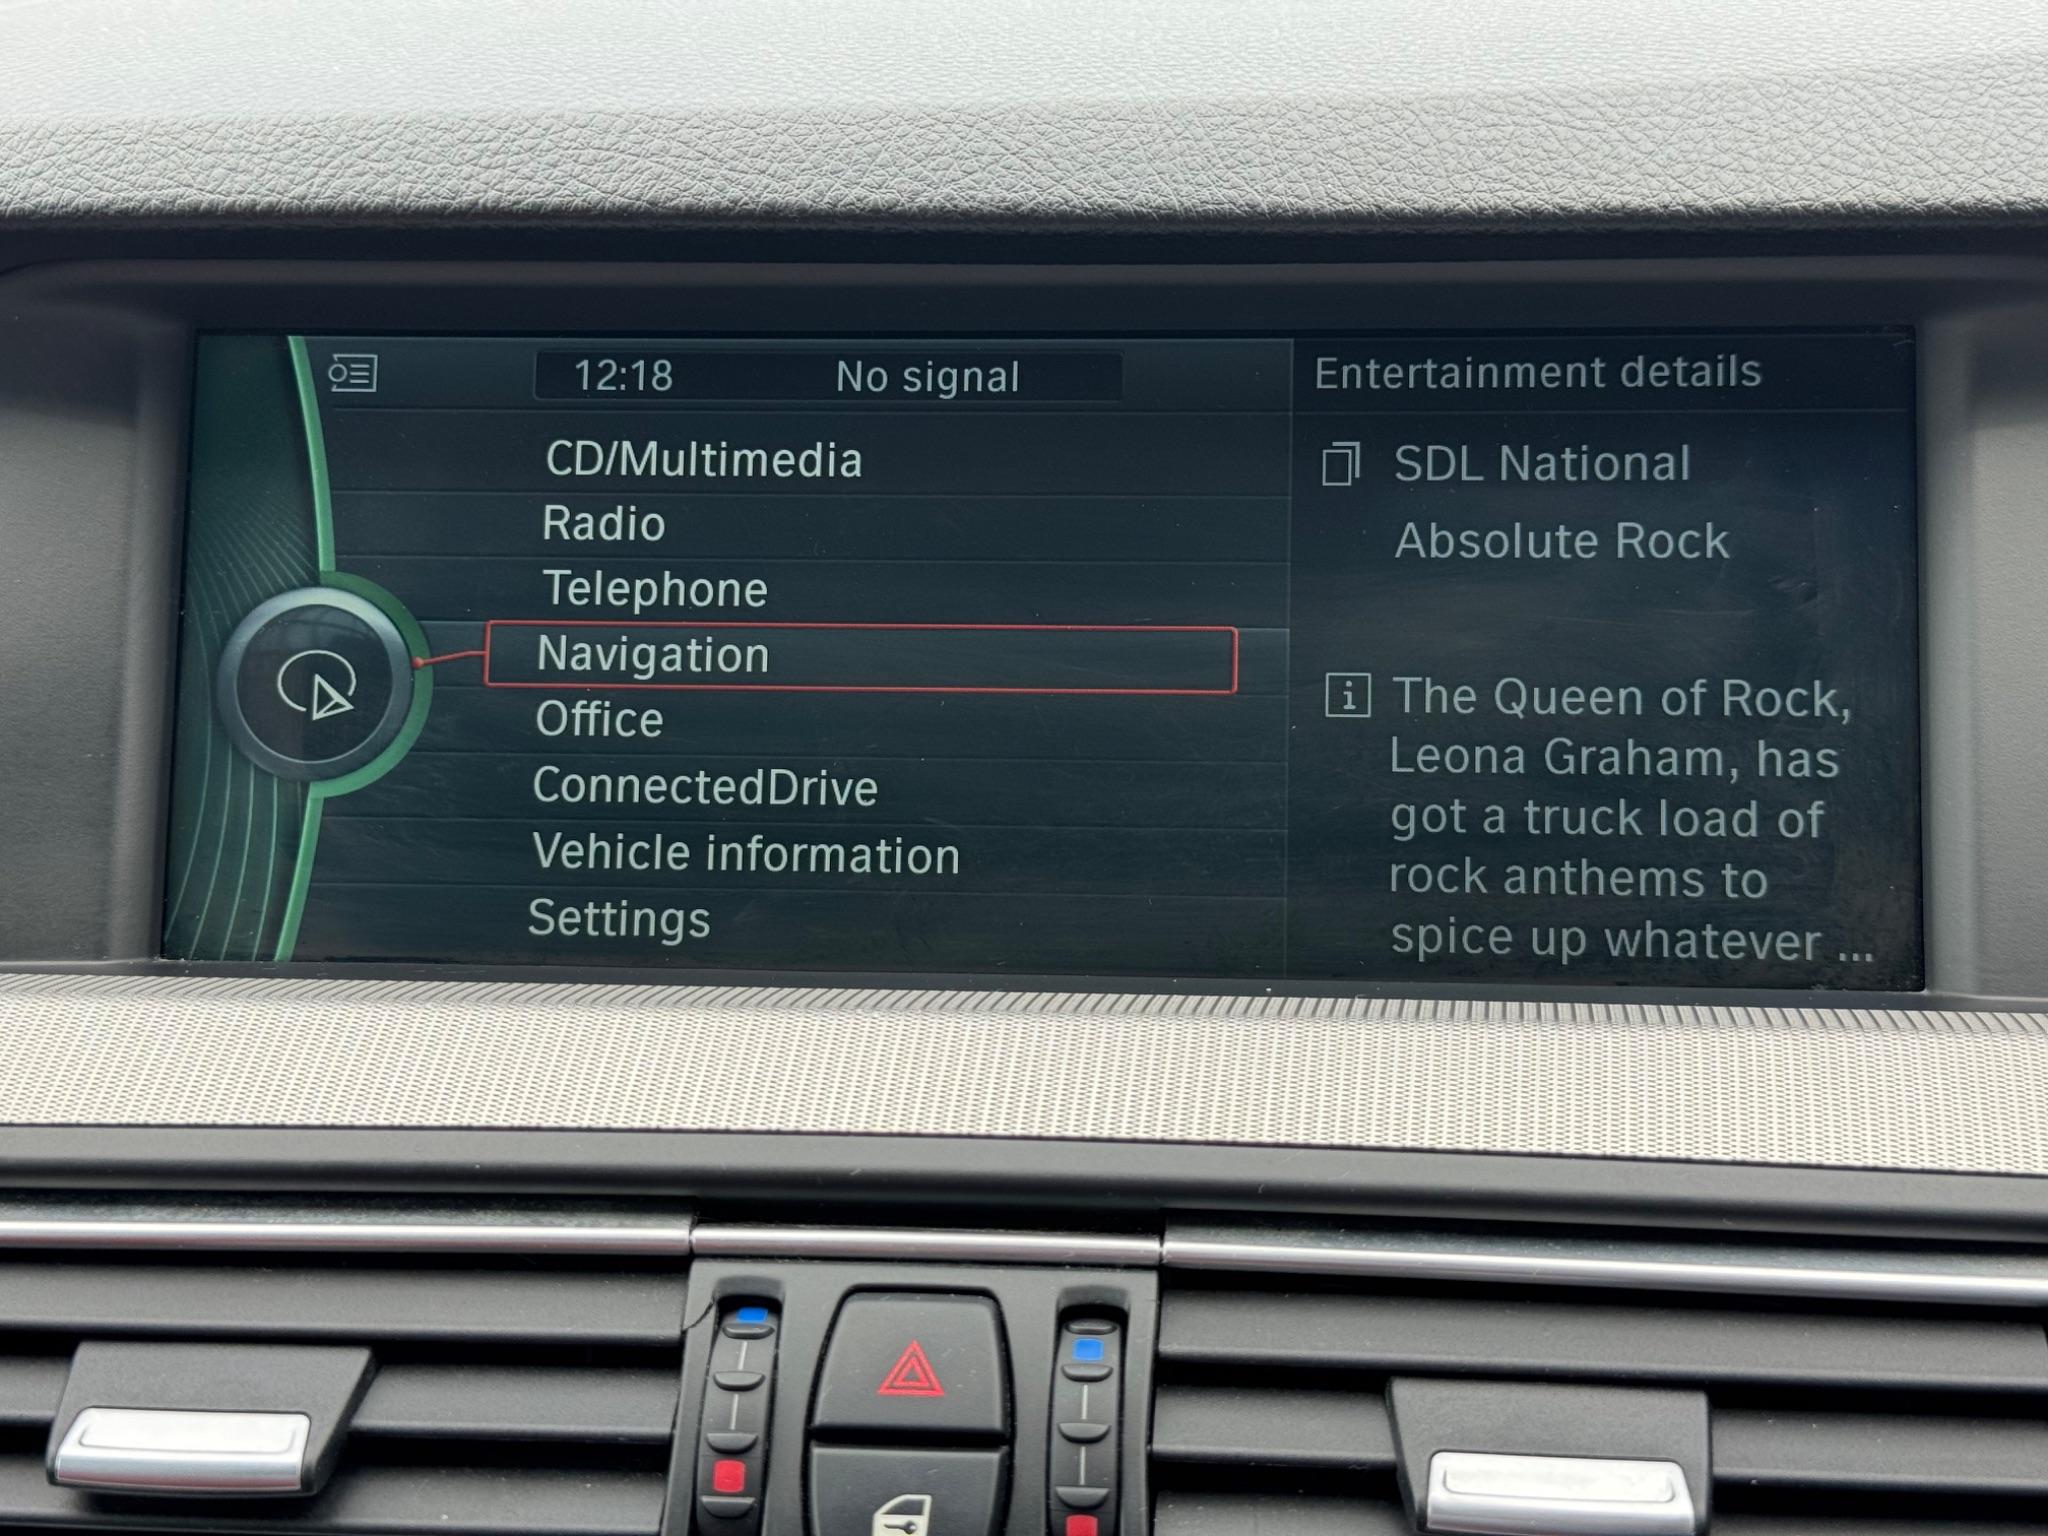 12:18 No signal
CD/Multimedia
Radio
Telephone
Navigation
Office
ConnectedDrive
Vehicle information
Settings
Entertainment details
SDL National
Absolute Rock
i The Queen of Rock,
Leona Graham, has
got a truck load of
rock anthems to
spice up whatever ...